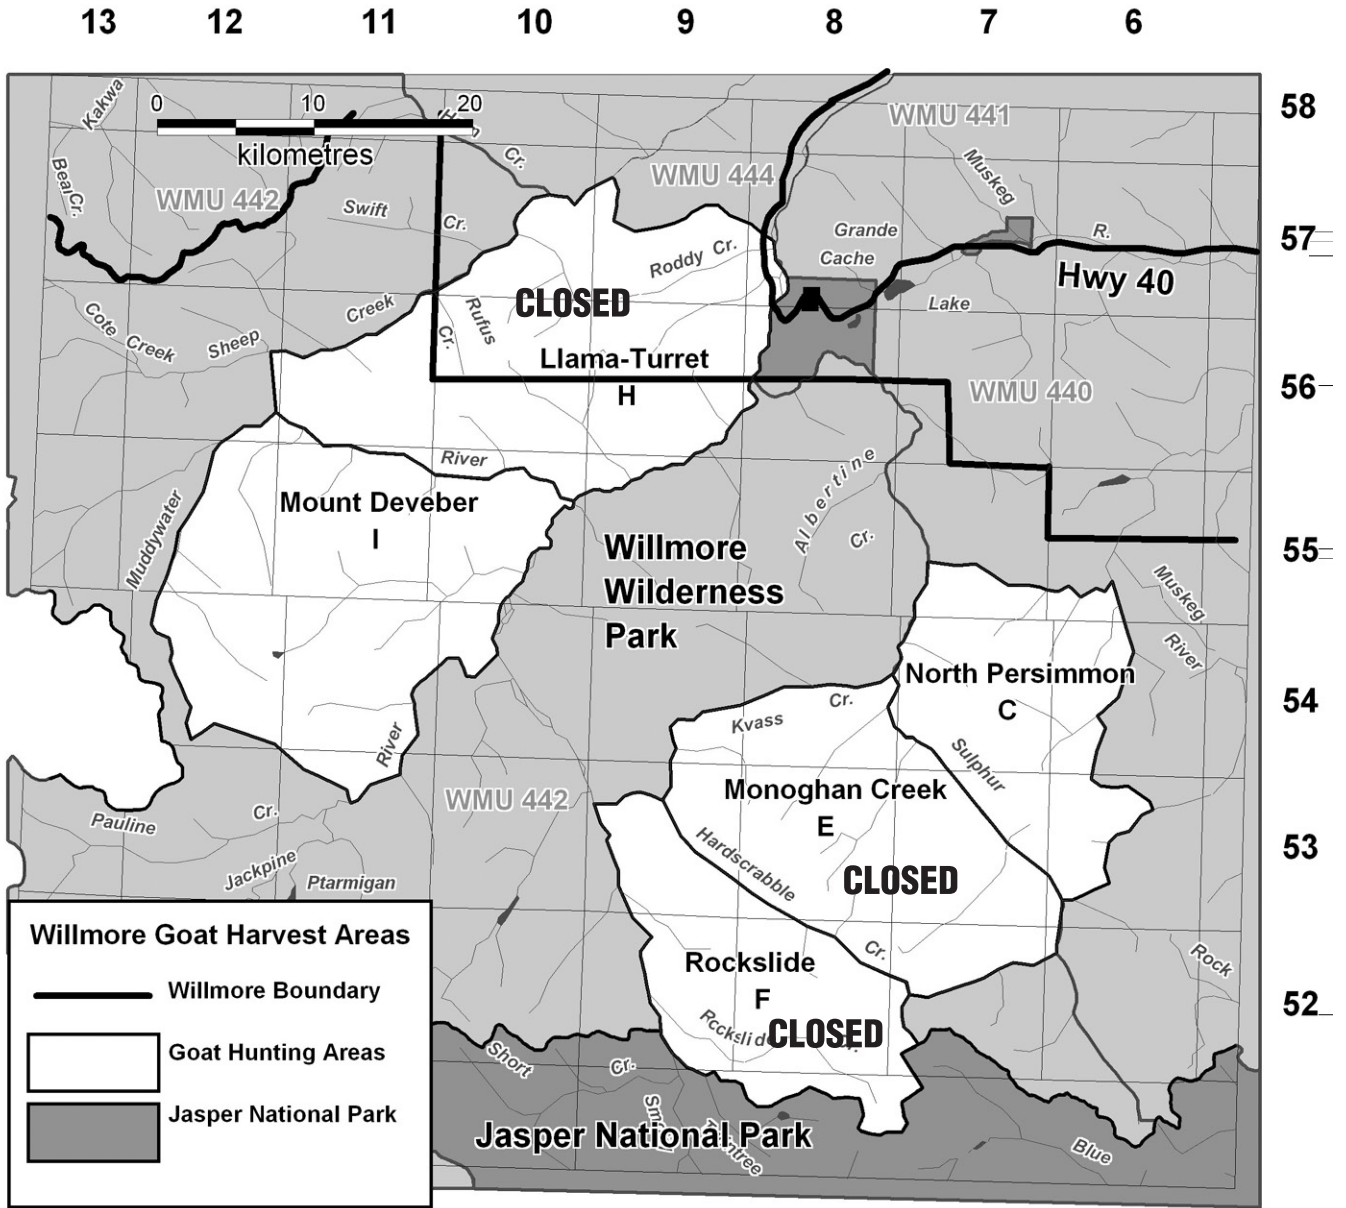 13 12 11 10 9 8 7 6
58
57
56
55
54
53
52
0 10 20
kilometres
Kakwa
Bear Cr.
WMU 442
Swift
Cr.
Cr.
WMU 444
WMU 441
Muskeg
R.
Grande
Cache
Lake
Hwy 40
Roddy Cr.
CLOSED
Rufus
Cr.
Llama-Turret
H
Cote Creek
Sheep
Creek
WMU 440
River
Mount Deveber
I
Muddywater
River
Albertine
Cr.
Willmore
Wilderness
Park
Muskeg
River
North Persimmon
C
Kvass Cr.
Sulphur
Monoghan Creek
E
CLOSED
Hardscrabble
Cr.
WMU 442
Pauline
Cr.
Jackpine
Ptarmigan
Rockslide
F
CLOSED
Rock
Short
Cr.
Jasper National Park
Blue
Willmore Goat Harvest Areas
Willmore Boundary
Goat Hunting Areas
Jasper National Park